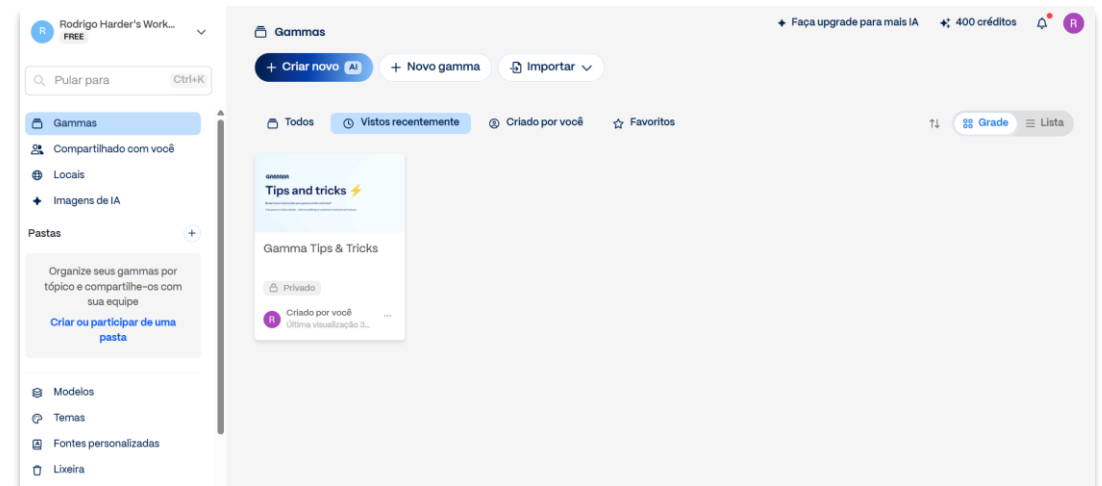 R
Rodrigo Harder's Work...
FREE
Pular para
Ctrl+K
Gammas
Compartilhado com você
Locais
Imagens de IA
Pastas
+
Organize seus gammas por
tópico e compartilhe-os com
sua equipe
Criar ou participar de uma
pasta
Modelos
Temas
Fontes personalizadas
Lixeira
Gammas
Faça upgrade para mais IA
400 créditos
R
+ Criar novo AI
+ Novo gamma
Importar
Todos
Vistos recentemente
Criado por você
Favoritos
Grade
Lista
GAMMA
Tips and tricks ⚡
Gamma Tips & Tricks
Privado
R
Criado por você
...
Última visualização 3...